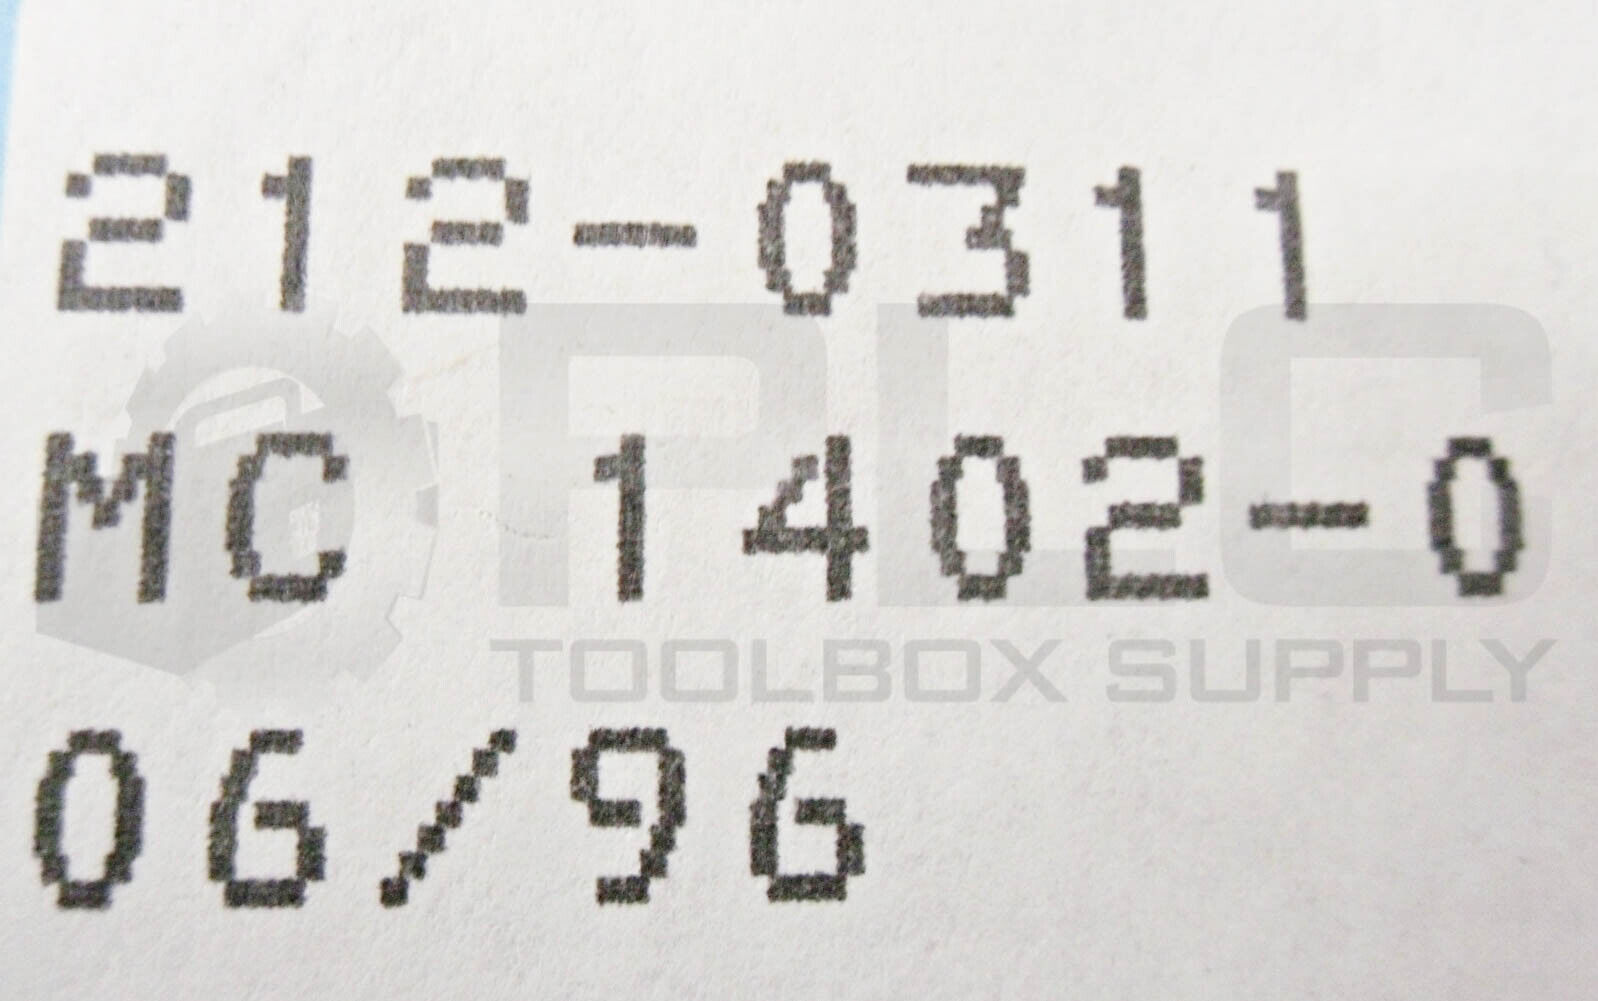 212-0311
MC 1402-0
06/96
PLC
TOOLBOX SUPPLY